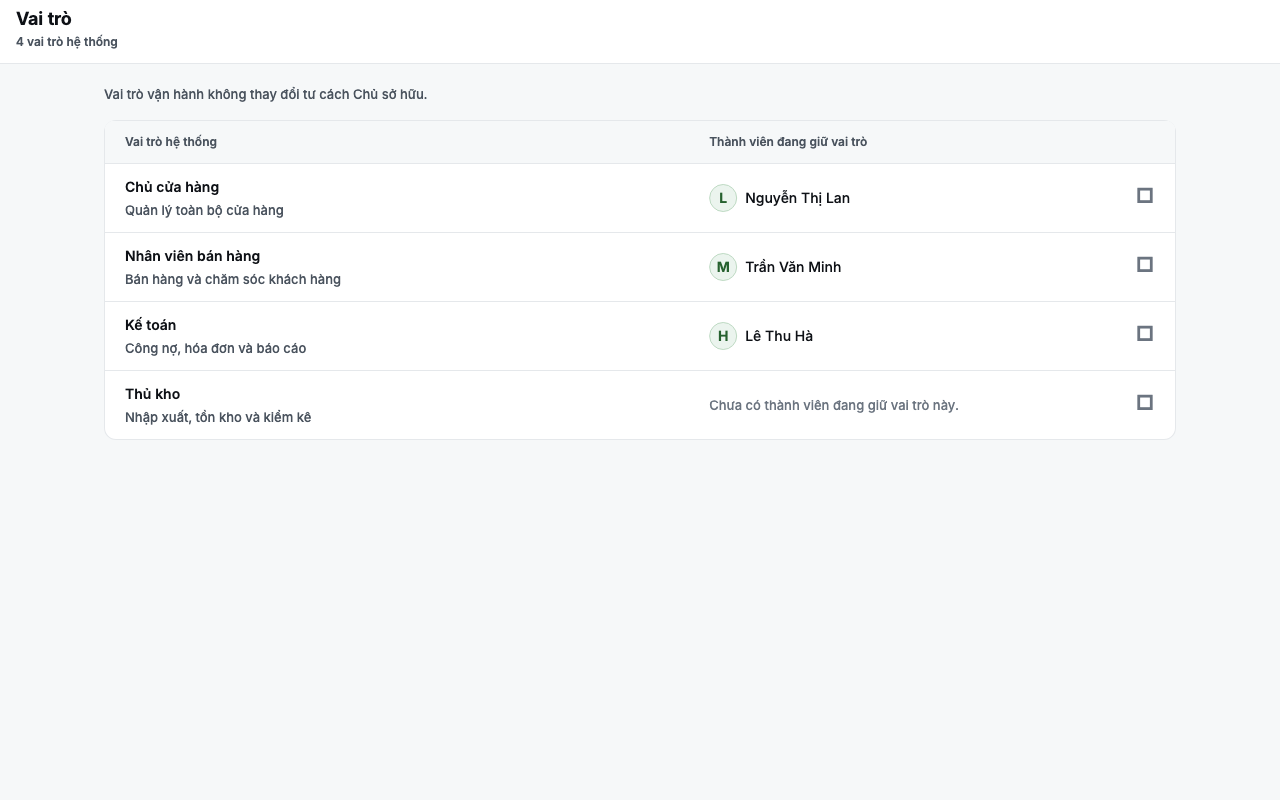 Vai trò
4 vai trò hệ thống
Vai trò vận hành không thay đổi tư cách Chủ sở hữu.
Vai trò hệ thống
Thành viên đang giữ vai trò
Chủ cửa hàng
Quản lý toàn bộ cửa hàng
L
Nguyễn Thị Lan
Nhân viên bán hàng
Bán hàng và chăm sóc khách hàng
M
Trần Văn Minh
Kế toán
Công nợ, hóa đơn và báo cáo
H
Lê Thu Hà
Thủ kho
Nhập xuất, tồn kho và kiểm kê
Chưa có thành viên đang giữ vai trò này.